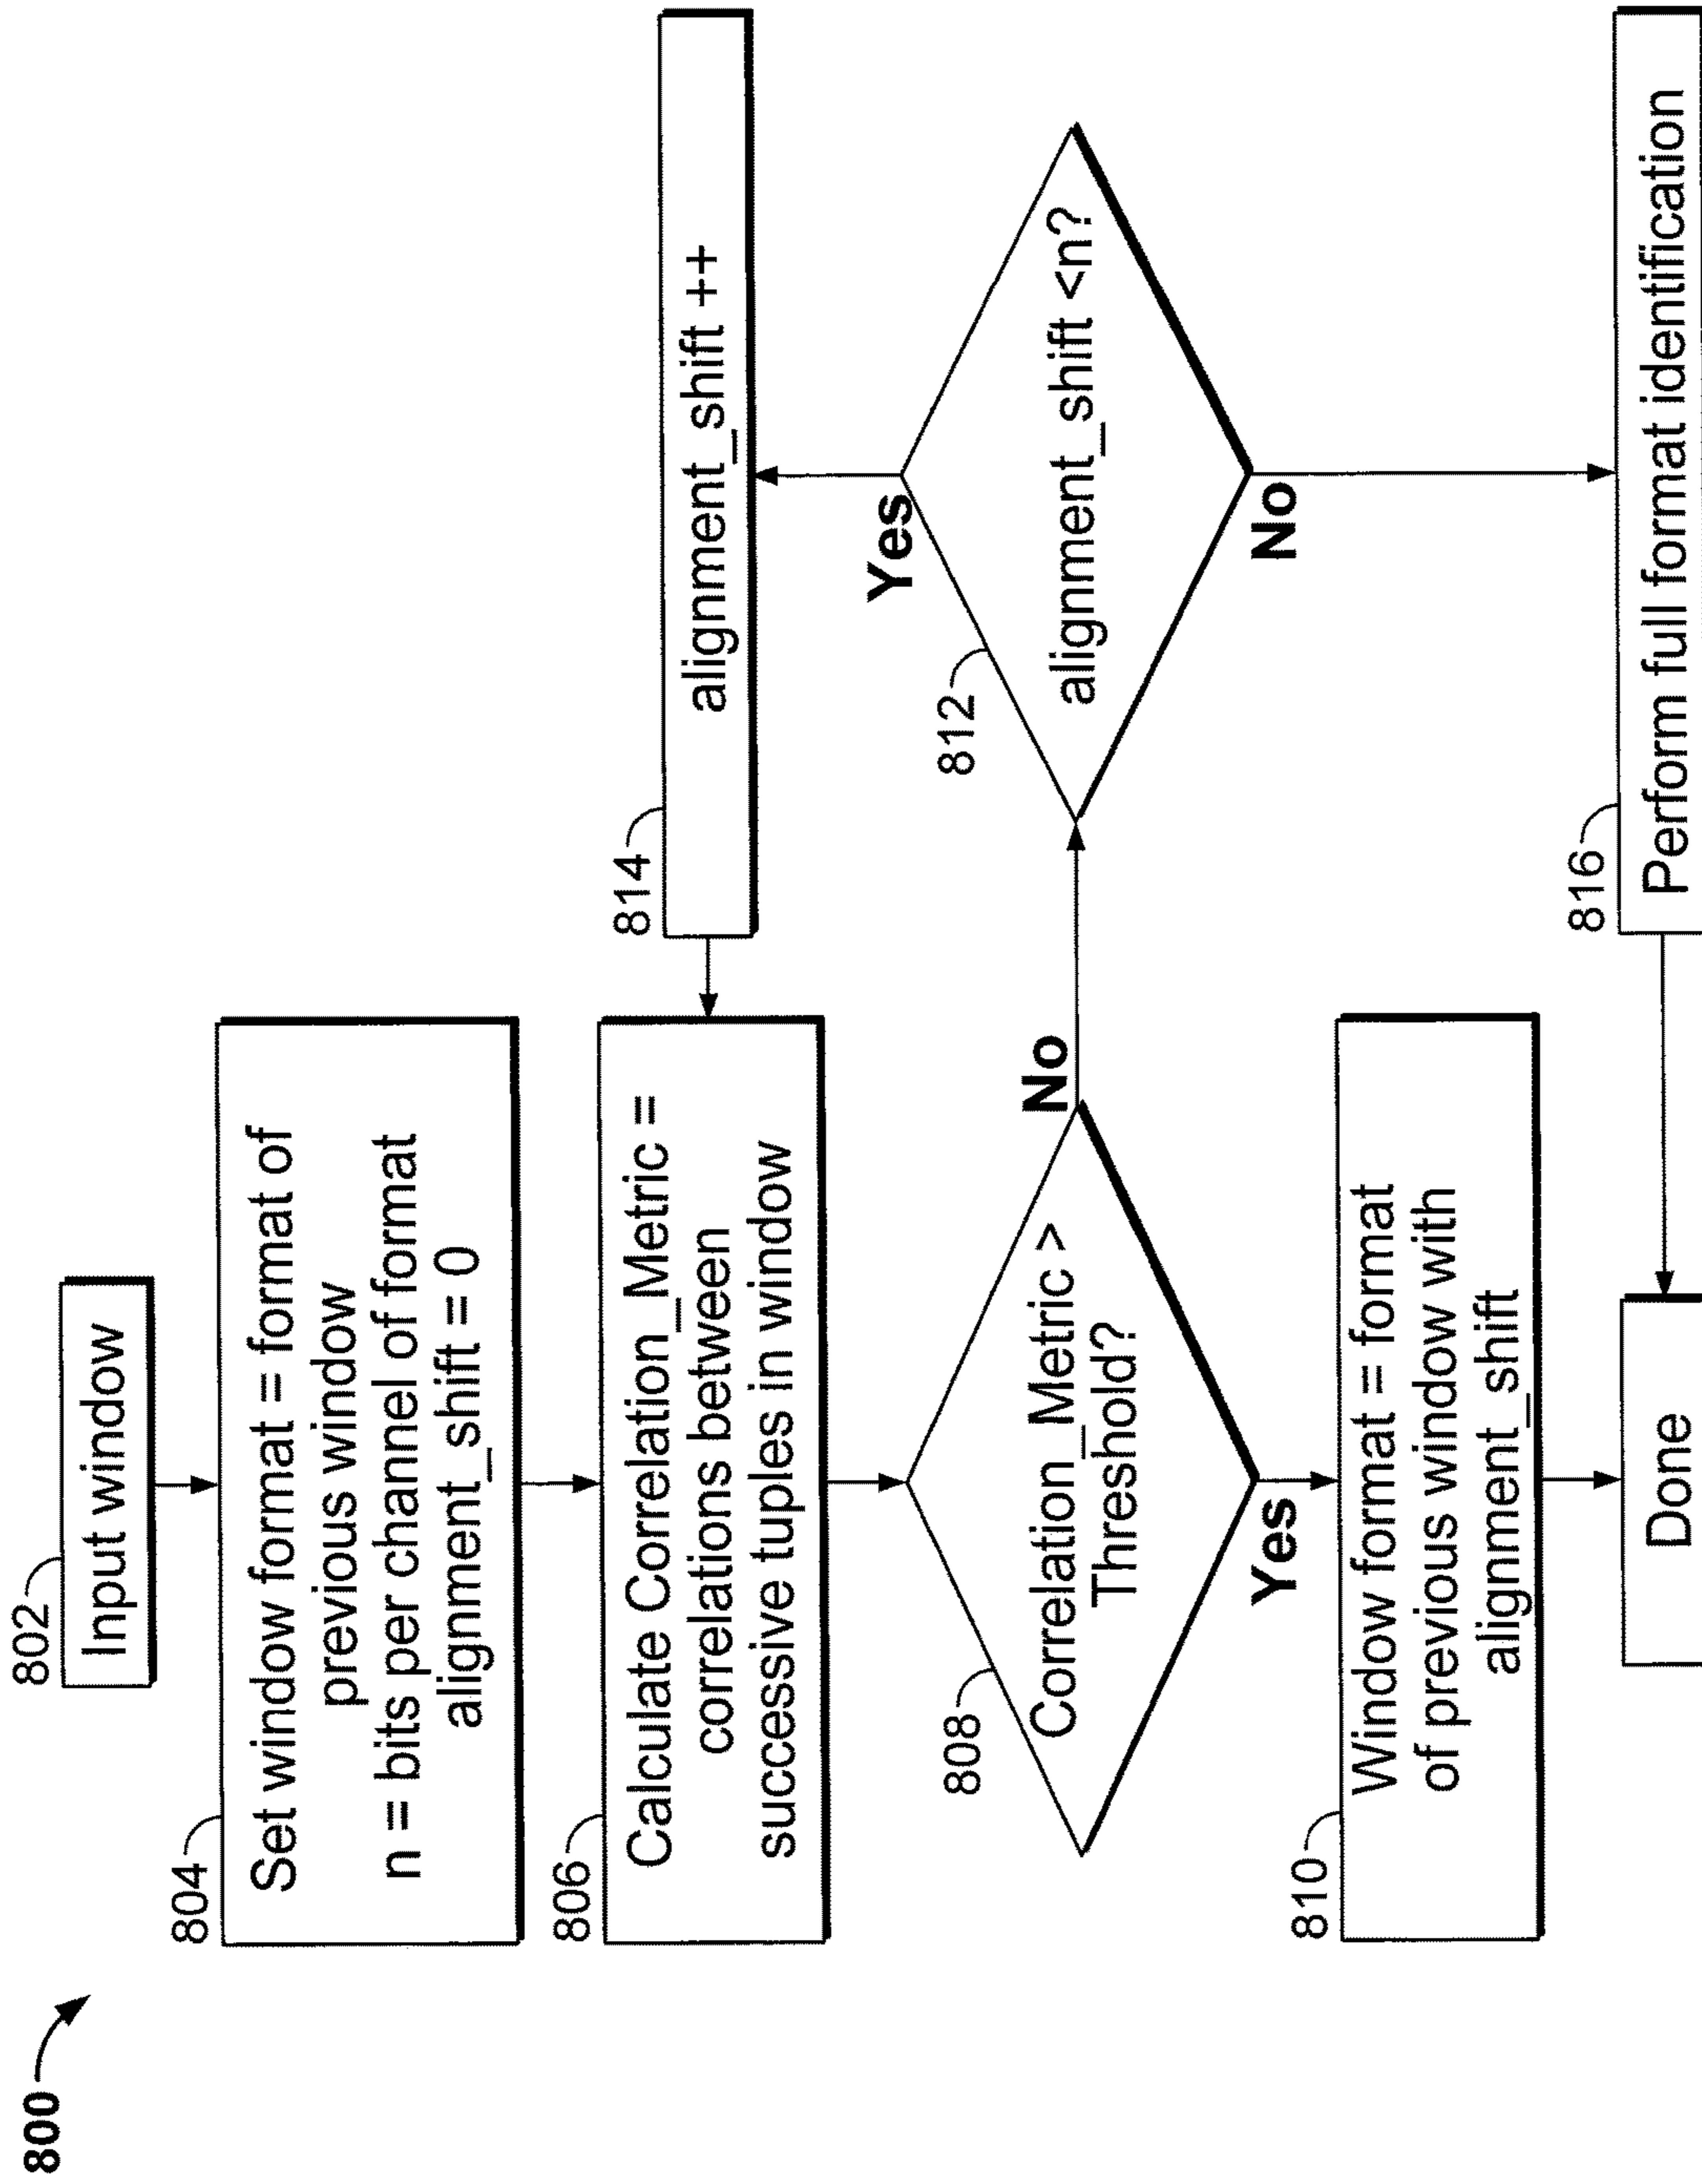 800
802
Input window
804
Set window format = format of
previous window
n = bits per channel of format
alignment_shift = 0
806
Calculate Correlation_Metric =
correlations between
successive tuples in window
814
alignment_shift ++
808
Correlation_Metric >
Threshold?
No
Yes
812
alignment_shift <n?
Yes
No
810
Window format = format
of previous window with
alignment_shift
816
Perform full format identification
Done